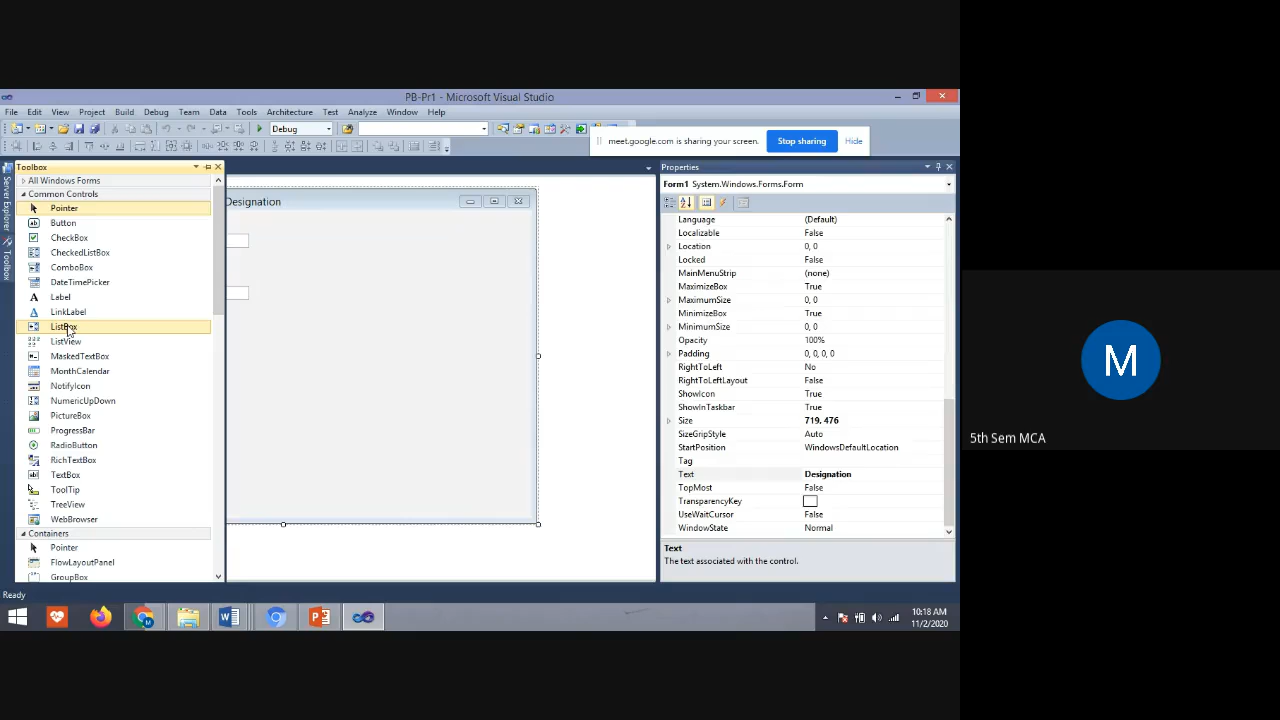 PB-Pr1 - Microsoft Visual Studio
File Edit View Project Build Debug Team Data Tools Architecture Test Analyze Window Help
Debug
meet.google.com is sharing your screen.
Stop sharing
Hide
Server Explorer
Toolbox
Toolbox
All Windows Forms
Common Controls
Pointer
Button
CheckBox
CheckedListBox
ComboBox
DateTimePicker
Label
LinkLabel
ListBox
ListView
MaskedTextBox
MonthCalendar
NotifyIcon
NumericUpDown
PictureBox
ProgressBar
RadioButton
RichTextBox
TextBox
ToolTip
TreeView
WebBrowser
Containers
Pointer
FlowLayoutPanel
GroupBox
Designation
Properties
Form1 System.Windows.Forms.Form
Language (Default)
Localizable False
Location 0, 0
Locked False
MainMenuStrip (none)
MaximizeBox True
MaximumSize 0, 0
MinimizeBox True
MinimumSize 0, 0
Opacity 100%
Padding 0, 0, 0, 0
RightToLeft No
RightToLeftLayout False
ShowIcon True
ShowInTaskbar True
Size 719, 476
SizeGripStyle Auto
StartPosition WindowsDefaultLocation
Tag
Text Designation
TopMost False
TransparencyKey
UseWaitCursor False
WindowState Normal
Text
The text associated with the control.
Ready
10:18 AM
11/2/2020
M
5th Sem MCA